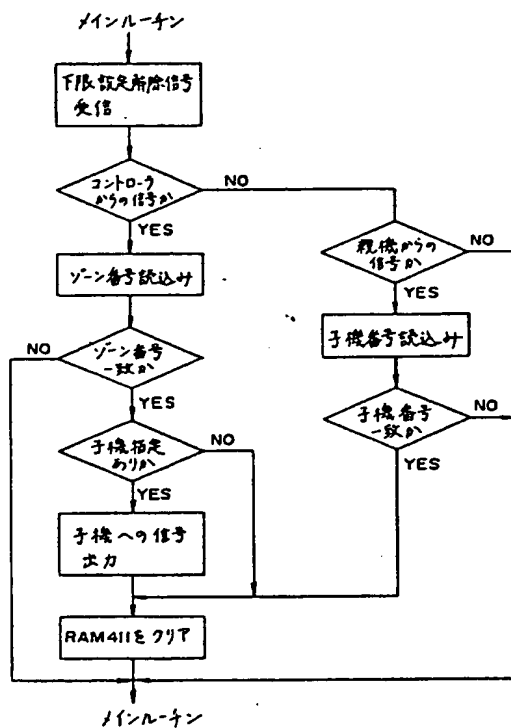 メインルーチン
下限設定解除信号
受信
コントローラ
からの信号か
NO
YES
ゾーン番号読込み
親機からの
信号か
NO
YES
子機番号読込み
ゾーン番号
一致か
NO
YES
子機番号
一致か
NO
YES
子機指定
ありか
NO
YES
子機への信号
出力
RAM411をクリア
メインルーチン